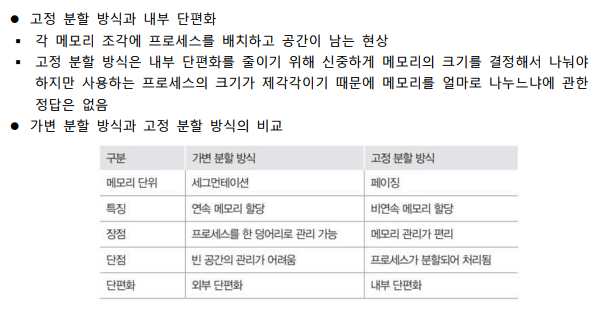 ● 고정 분할 방식과 내부 단편화
▪ 각 메모리 조각에 프로세스를 배치하고 공간이 남는 현상
▪ 고정 분할 방식은 내부 단편화를 줄이기 위해 신중하게 메모리의 크기를 결정해서 나눠야
하지만 사용하는 프로세스의 크기가 제각각이기 때문에 메모리를 얼마로 나누느냐에 관한
정답은 없음
● 가변 분할 방식과 고정 분할 방식의 비교
구분 가변 분할 방식 고정 분할 방식
메모리 단위 세그먼테이션 페이징
특징 연속 메모리 할당 비연속 메모리 할당
장점 프로세스를 한 덩어리로 관리 가능 메모리 관리가 편리
단점 빈 공간의 관리가 어려움 프로세스가 분할되어 처리됨
단편화 외부 단편화 내부 단편화